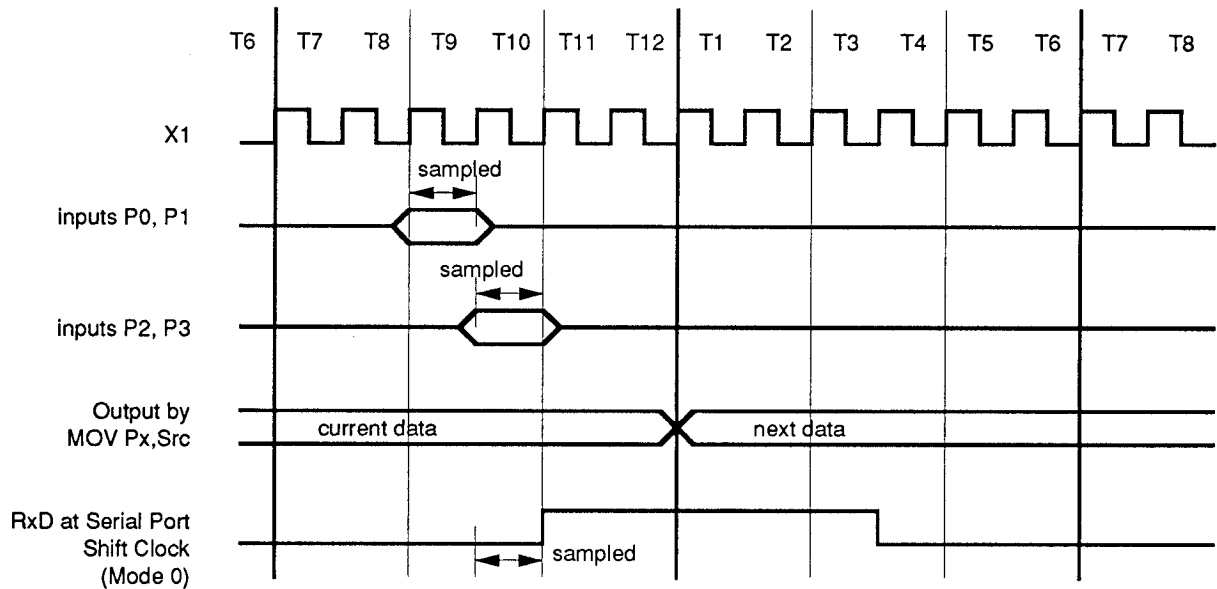 T6 T7 T8 T9 T10 T11 T12 T1 T2 T3 T4 T5 T6 T7 T8
X1
sampled
inputs P0, P1
sampled
inputs P2, P3
Output by
MOV Px,Src
current data
next data
RxD at Serial Port
Shift Clock
(Mode 0)
sampled